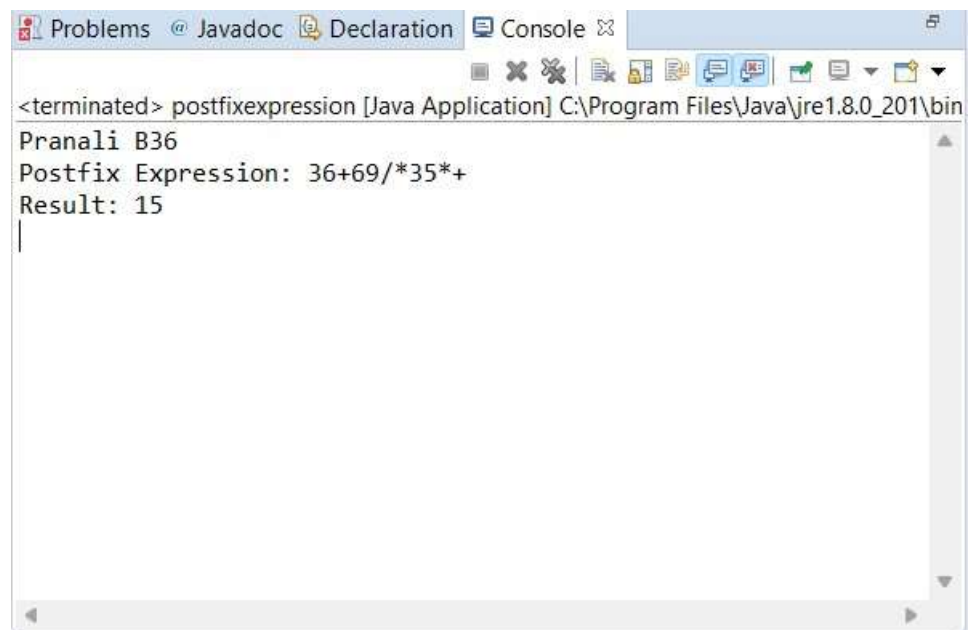 Problems @ Javadoc Declaration Console
<terminated> postfixexpression [Java Application] C:\Program Files\Java\jre1.8.0_201\bin
Pranali B36
Postfix Expression: 36+69/*35*+
Result: 15